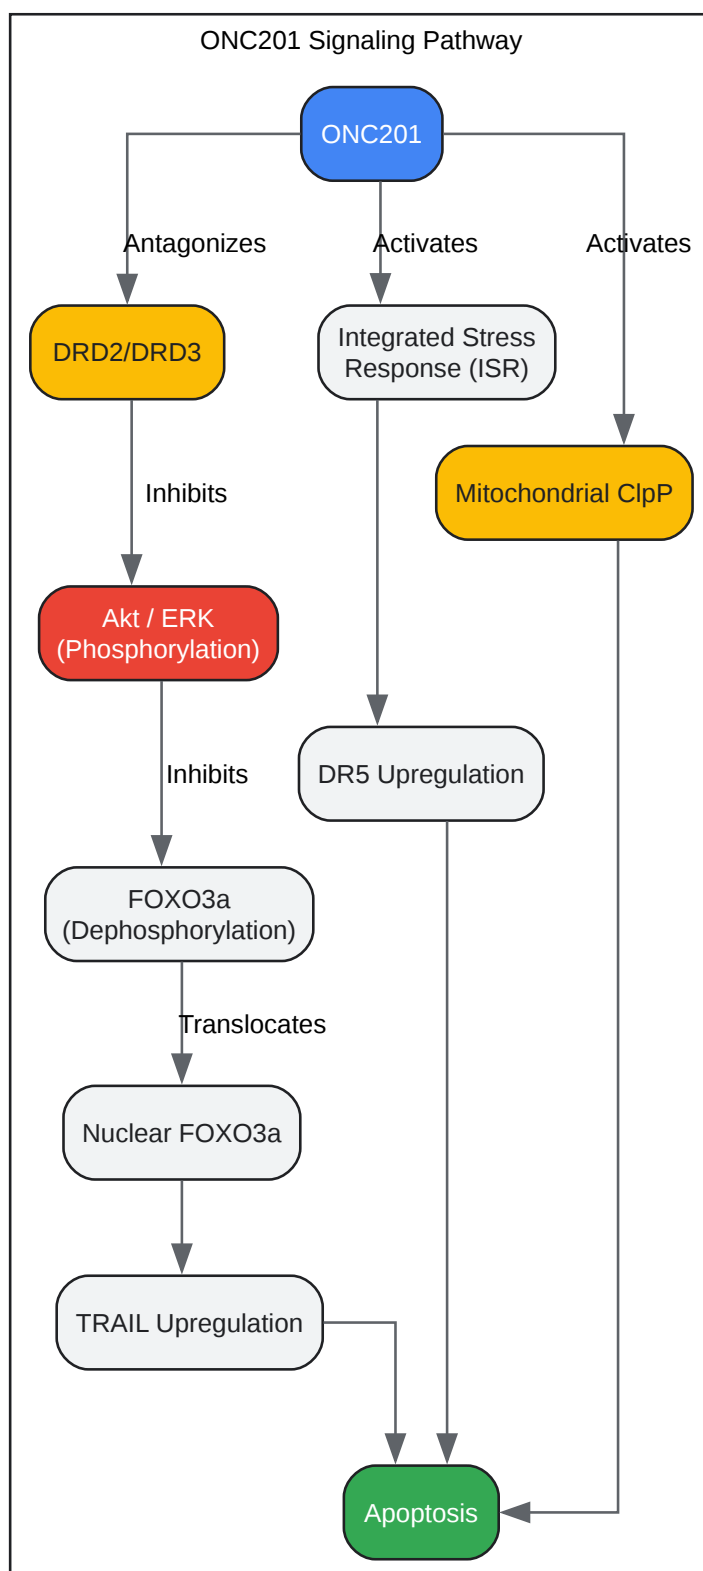 ONC201 Signaling Pathway
ONC201
Antagonizes
Activates
Activates
DRD2/DRD3
Integrated Stress
Response (ISR)
Inhibits
Mitochondrial ClpP
Akt / ERK
(Phosphorylation)
Inhibits
DR5 Upregulation
FOXO3a
(Dephosphorylation)
Translocates
Nuclear FOXO3a
TRAIL Upregulation
Apoptosis